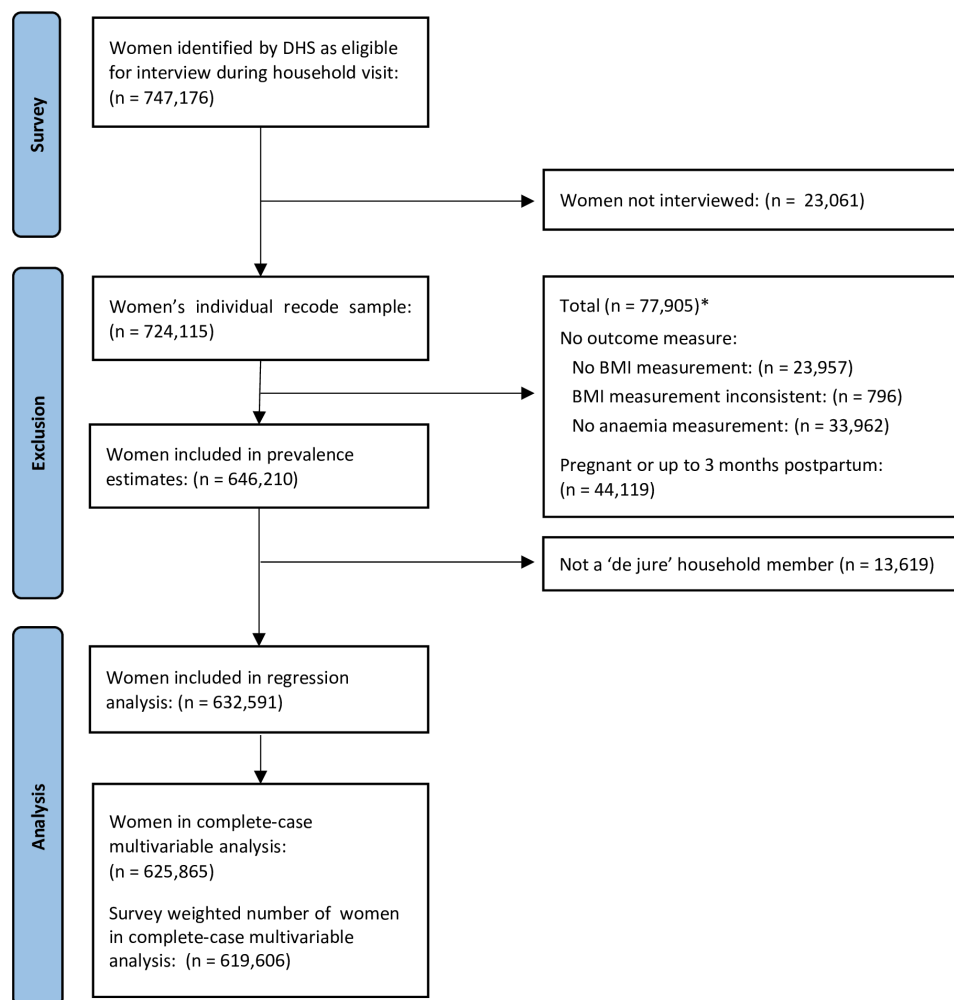 Survey
Women identified by DHS as eligible
for interview during household visit:
(n = 747,176)
Women not interviewed: (n = 23,061)
Exclusion
Women's individual recode sample:
(n = 724,115)
Total (n = 77,905)*
No outcome measure:
No BMI measurement: (n = 23,957)
BMI measurement inconsistent: (n = 796)
No anaemia measurement: (n = 33,962)
Pregnant or up to 3 months postpartum:
(n = 44,119)
Women included in prevalence
estimates: (n = 646,210)
Not a ‘de jure’ household member (n = 13,619)
Analysis
Women included in regression
analysis: (n = 632,591)
Women in complete-case
multivariable analysis:
(n = 625,865)
Survey weighted number of women
in complete-case multivariable
analysis: (n = 619,606)